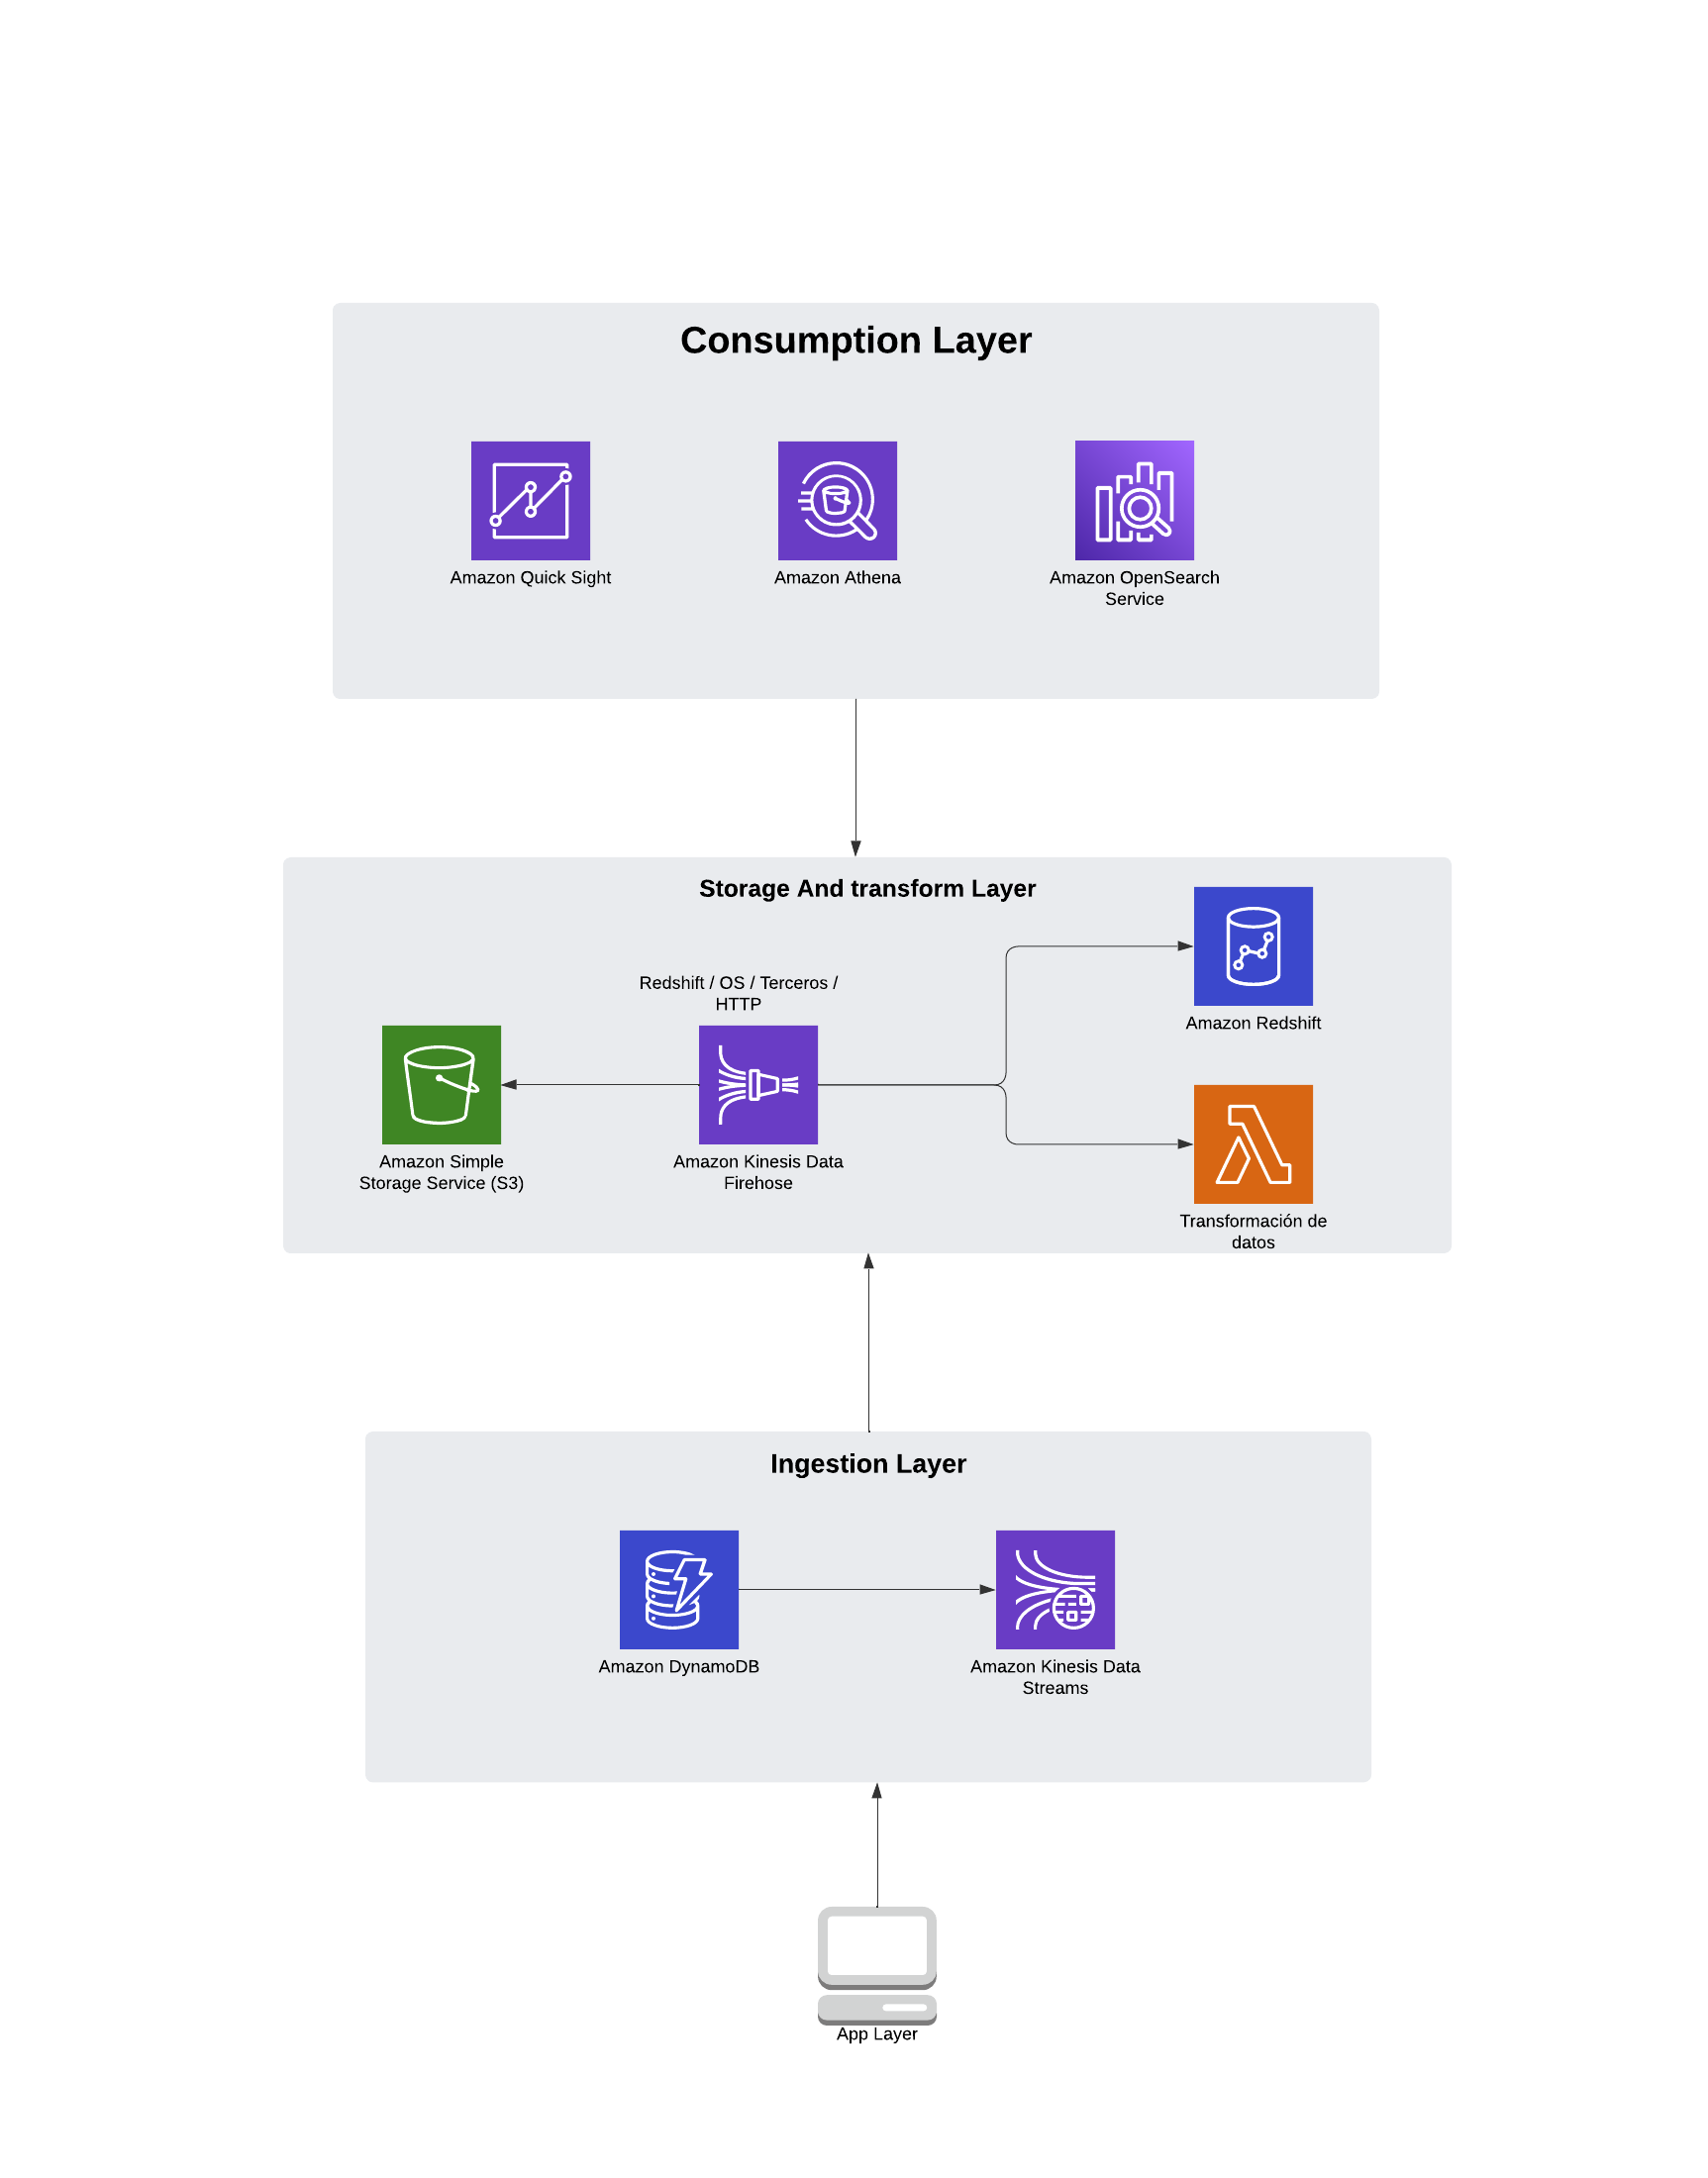 Consumption Layer
Amazon Quick Sight
Amazon Athena
Amazon OpenSearch
Service
Storage And transform Layer
Redshift / OS / Terceros /
HTTP
Amazon Redshift
Amazon Simple
Storage Service (S3)
Amazon Kinesis Data
Firehose
Transformación de
datos
Ingestion Layer
Amazon DynamoDB
Amazon Kinesis Data
Streams
App Layer